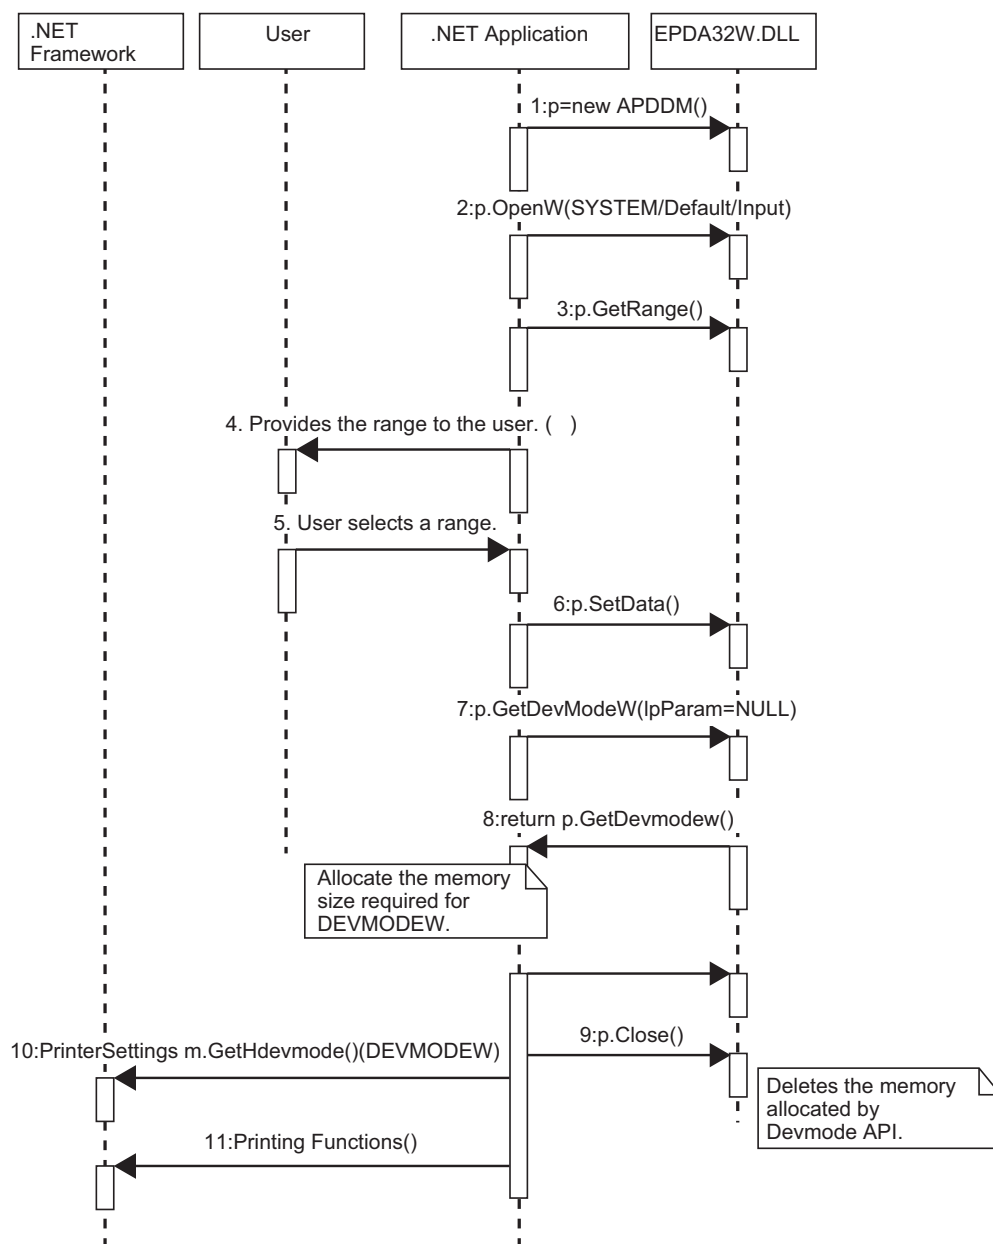 .NET
Framework
User
.NET Application
EPDA32W.DLL
1:p=new APDDM()
2:p.OpenW(SYSTEM/Default/Input)
3:p.GetRange()
4. Provides the range to the user. (   )
5. User selects a range.
6:p.SetData()
7:p.GetDevModeW(lpParam=NULL)
8:return p.GetDevmodew()
Allocate the memory
size required for
DEVMODEW.
9:p.Close()
10:PrinterSettings m.GetHdevmode()(DEVMODEW)
Deletes the memory
allocated by
Devmode API.
11:Printing Functions()